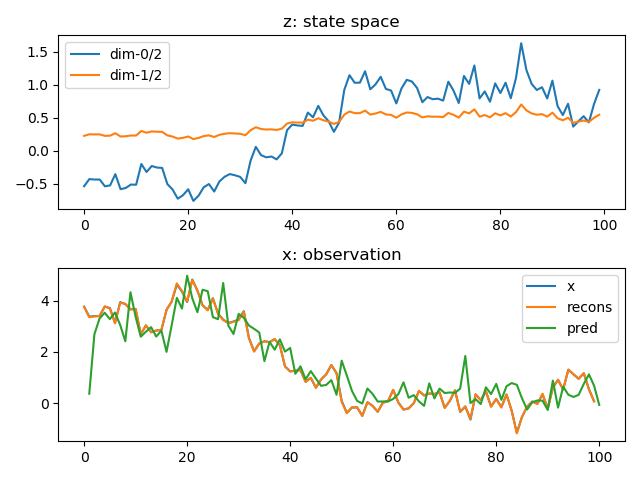 z: state space
dim-0/2
dim-1/2
1.5
1.0
0.5
0.0
−0.5
0 20 40 60 80 100
x: observation
x
recons
pred
4
2
0
0 20 40 60 80 100